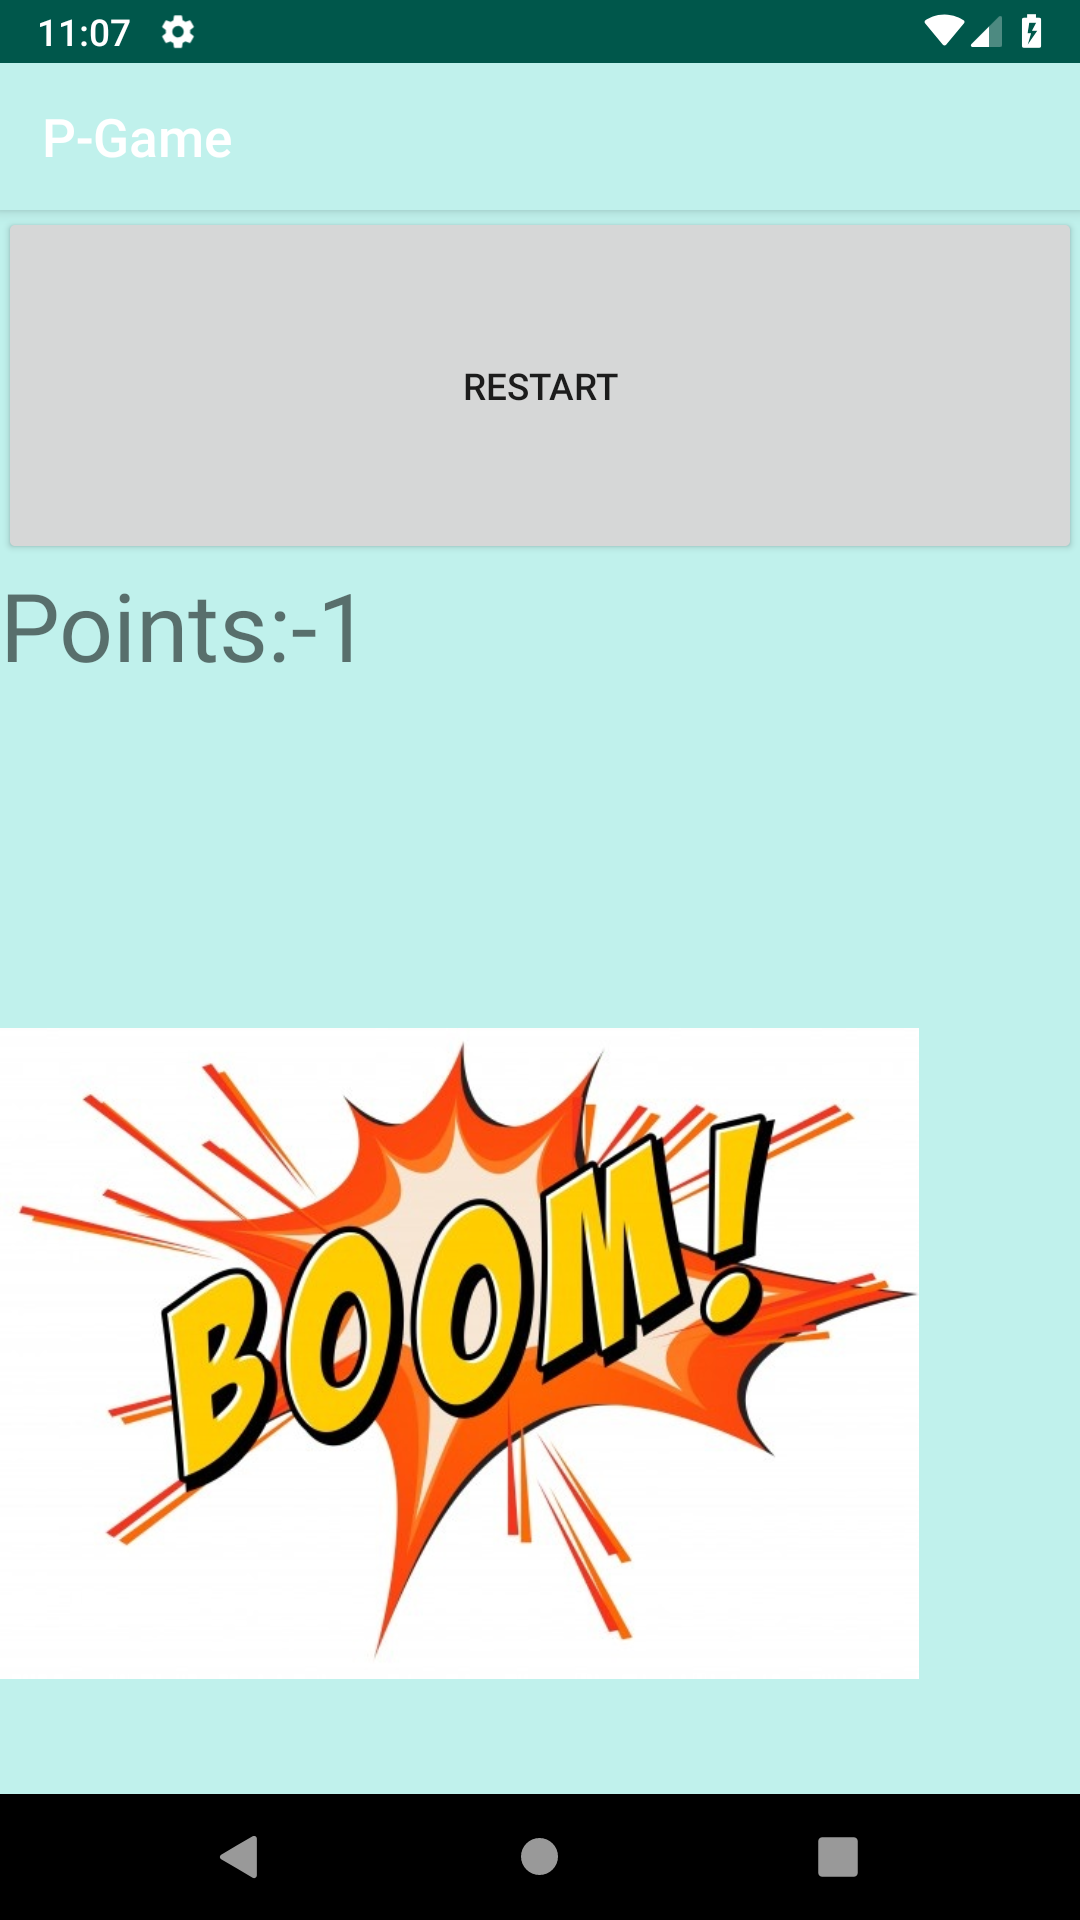 11:07
P-Game
RESTART
Points:-1
BOOM!